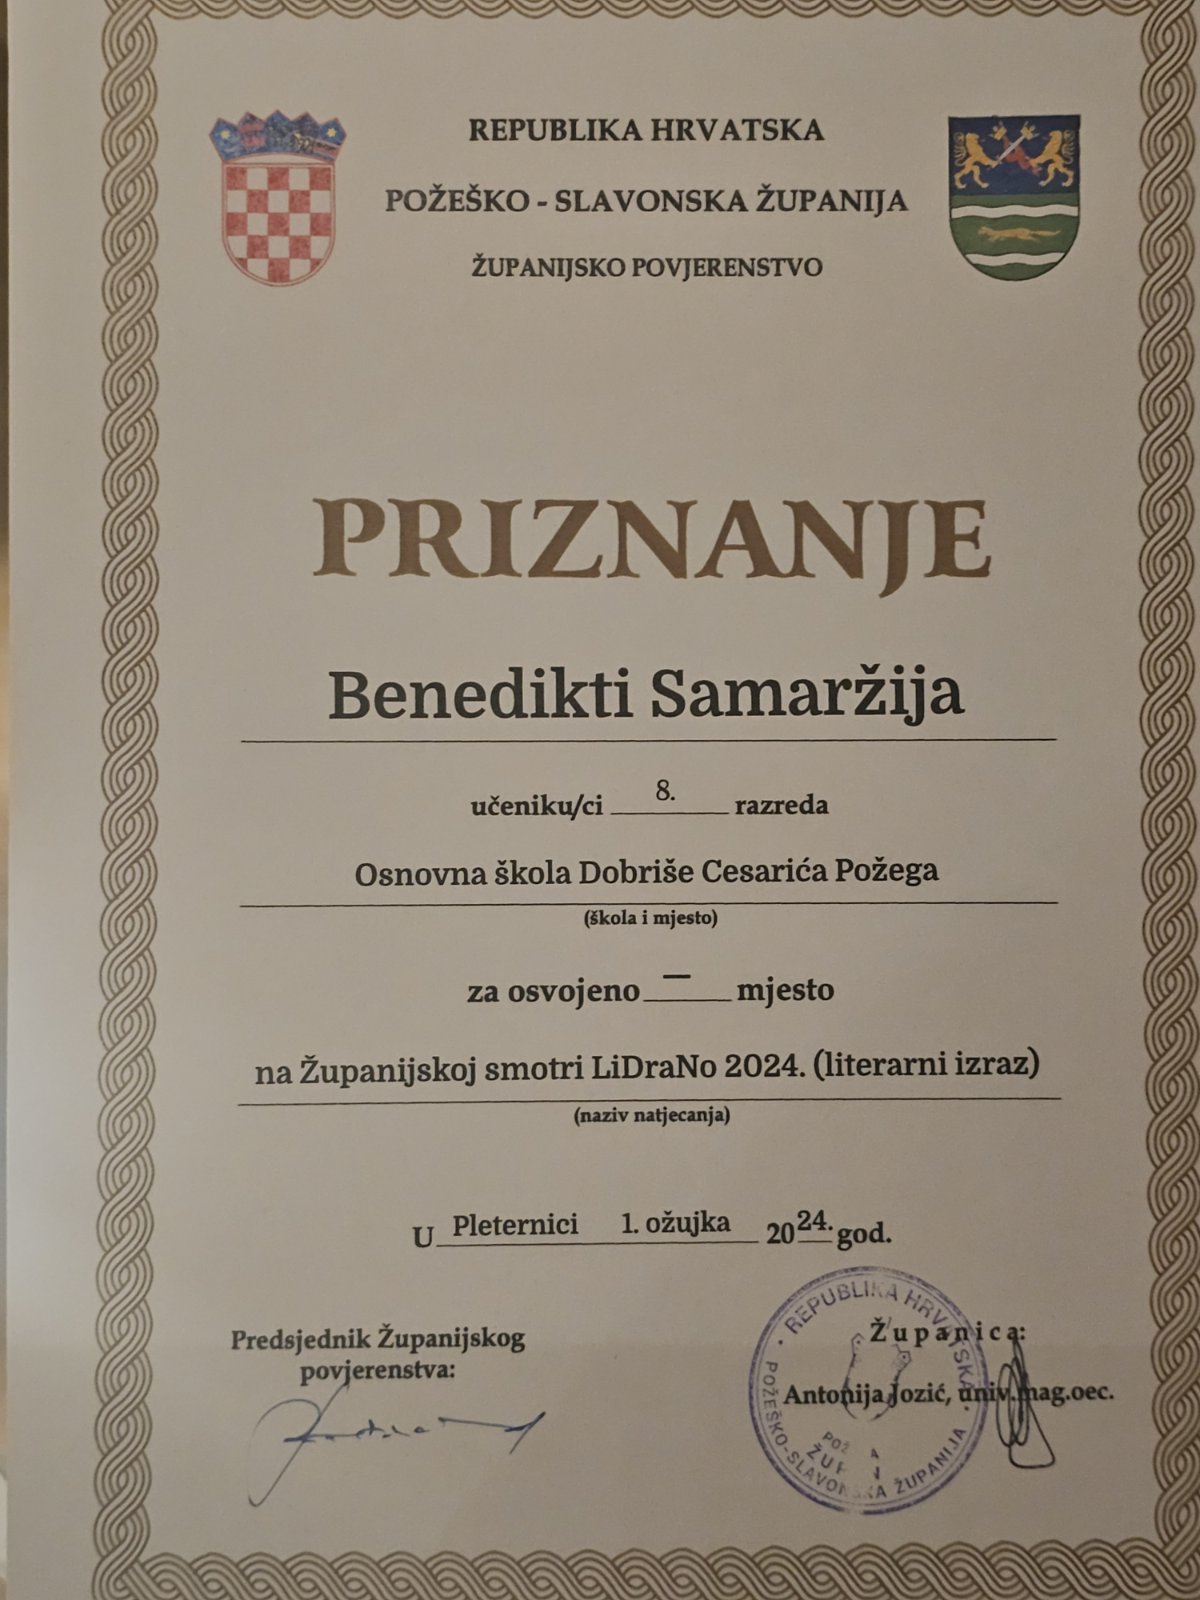 REPUBLIKA HRVATSKA
POŽEŠKO - SLAVONSKA ŽUPANIJA
ŽUPANIJSKO POVJERENSTVO
PRIZNANJE
Benedikti Samaržija
učeniku/ci 8. razreda
Osnovna škola Dobriše Cesarića Požega
(škola i mjesto)
za osvojeno — mjesto
na Županijskoj smotri LiDraNo 2024. (literarni izraz)
(naziv natjecanja)
U Pleternici 1. ožujka 2024. god.
Predsjednik Županijskog
povjerenstva:
Županica:
Antonija Jozić, univ.mag.oec.
REPUBLIKA HRVATSKA
POŽEŠKO-SLAVONSKA ŽUPANIJA